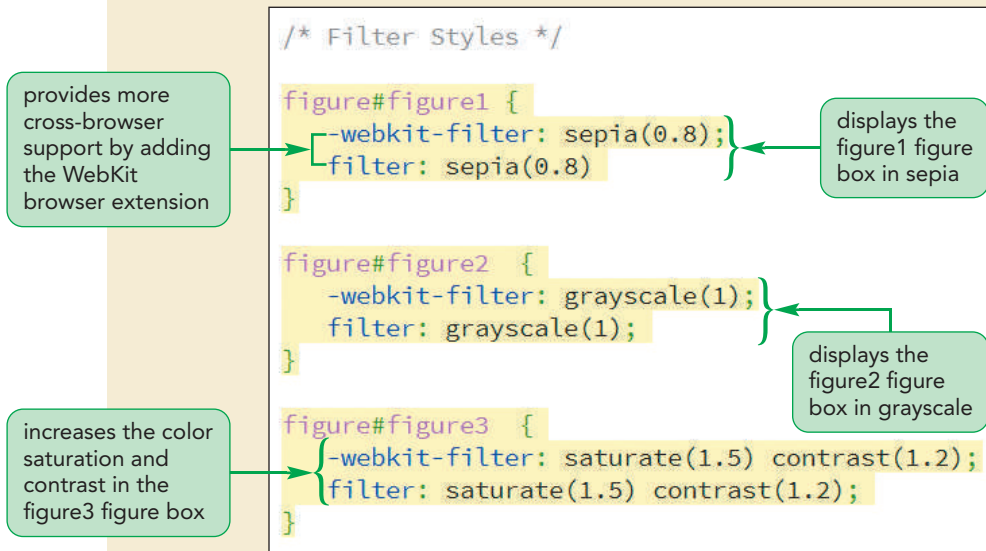 /* Filter Styles */
provides more
cross-browser
support by adding
the WebKit
browser extension
figure#figure1 {
-webkit-filter: sepia(0.8);
filter: sepia(0.8)
}
displays the
figure1 figure
box in sepia
figure#figure2 {
-webkit-filter: grayscale(1);
filter: grayscale(1);
}
displays the
figure2 figure
box in grayscale
increases the color
saturation and
contrast in the
figure3 figure box
figure#figure3 {
-webkit-filter: saturate(1.5) contrast(1.2);
filter: saturate(1.5) contrast(1.2);
}